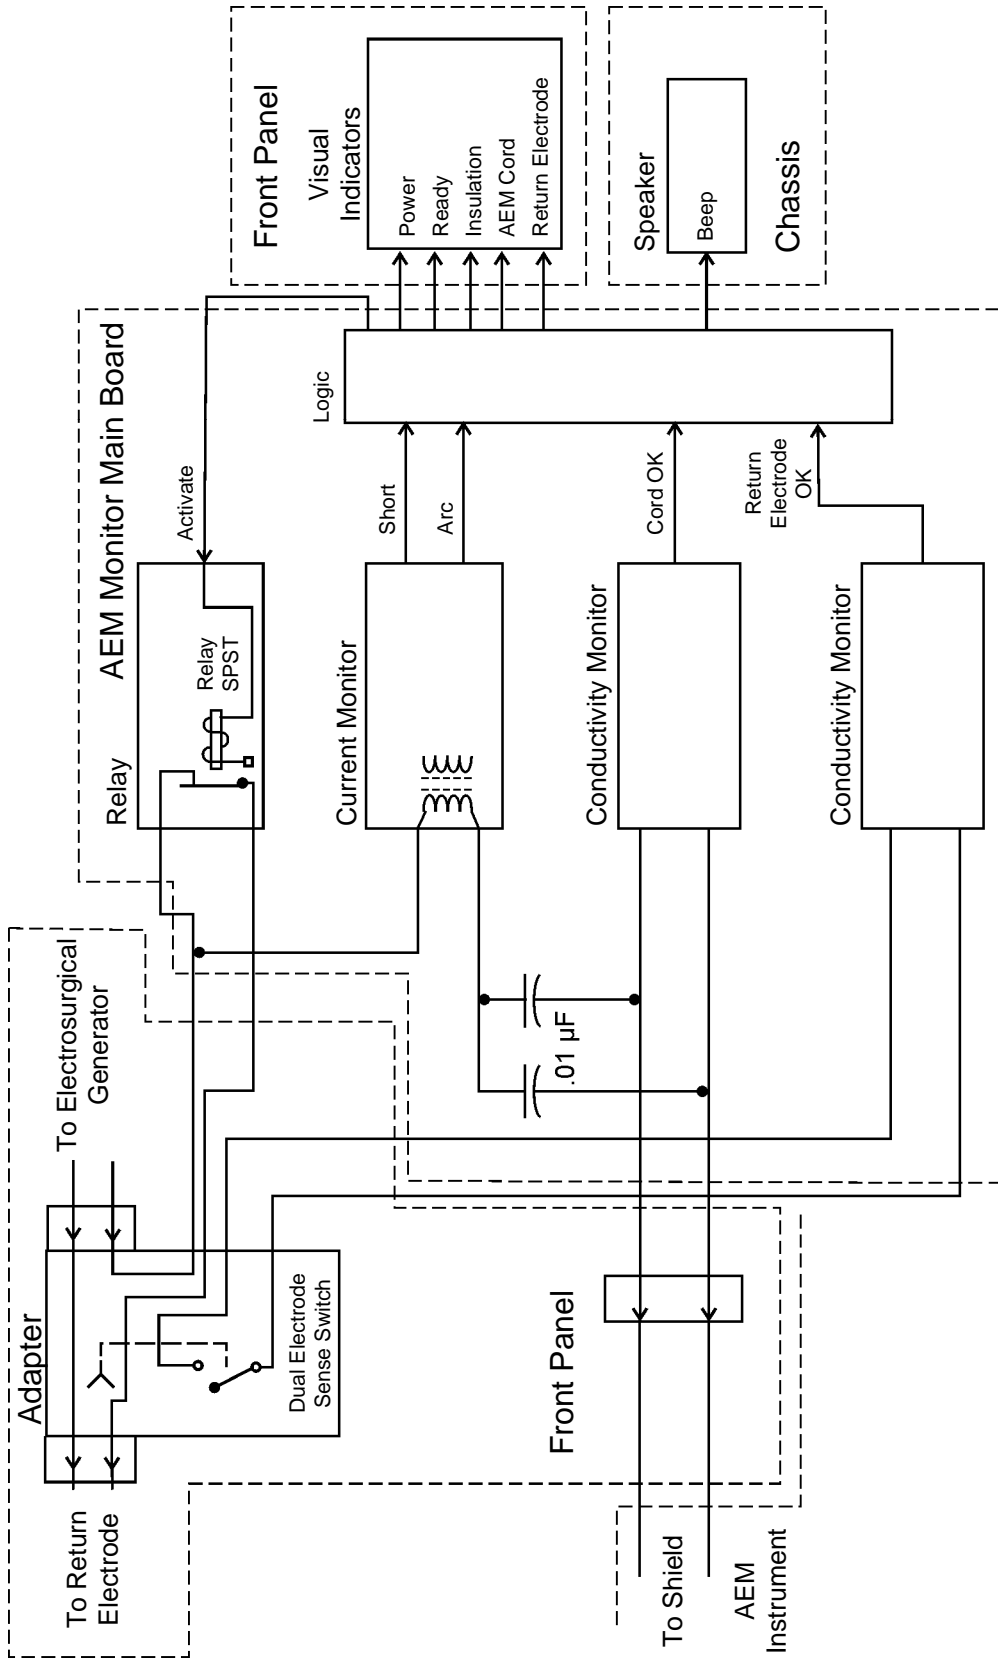 Adapter
To Electrosurgical
Generator
To Return
Electrode
Dual Electrode
Sense Switch
AEM Monitor Main Board
Relay
Relay
SPST
Activate
Front Panel
Visual
Indicators
Power
Ready
Insulation
AEM Cord
Return Electrode
Current Monitor
Short
Arc
Logic
.01 µF
Conductivity Monitor
Cord OK
Speaker
Beep
Chassis
Return
Electrode
OK
Conductivity Monitor
Front Panel
To Shield
AEM
Instrument